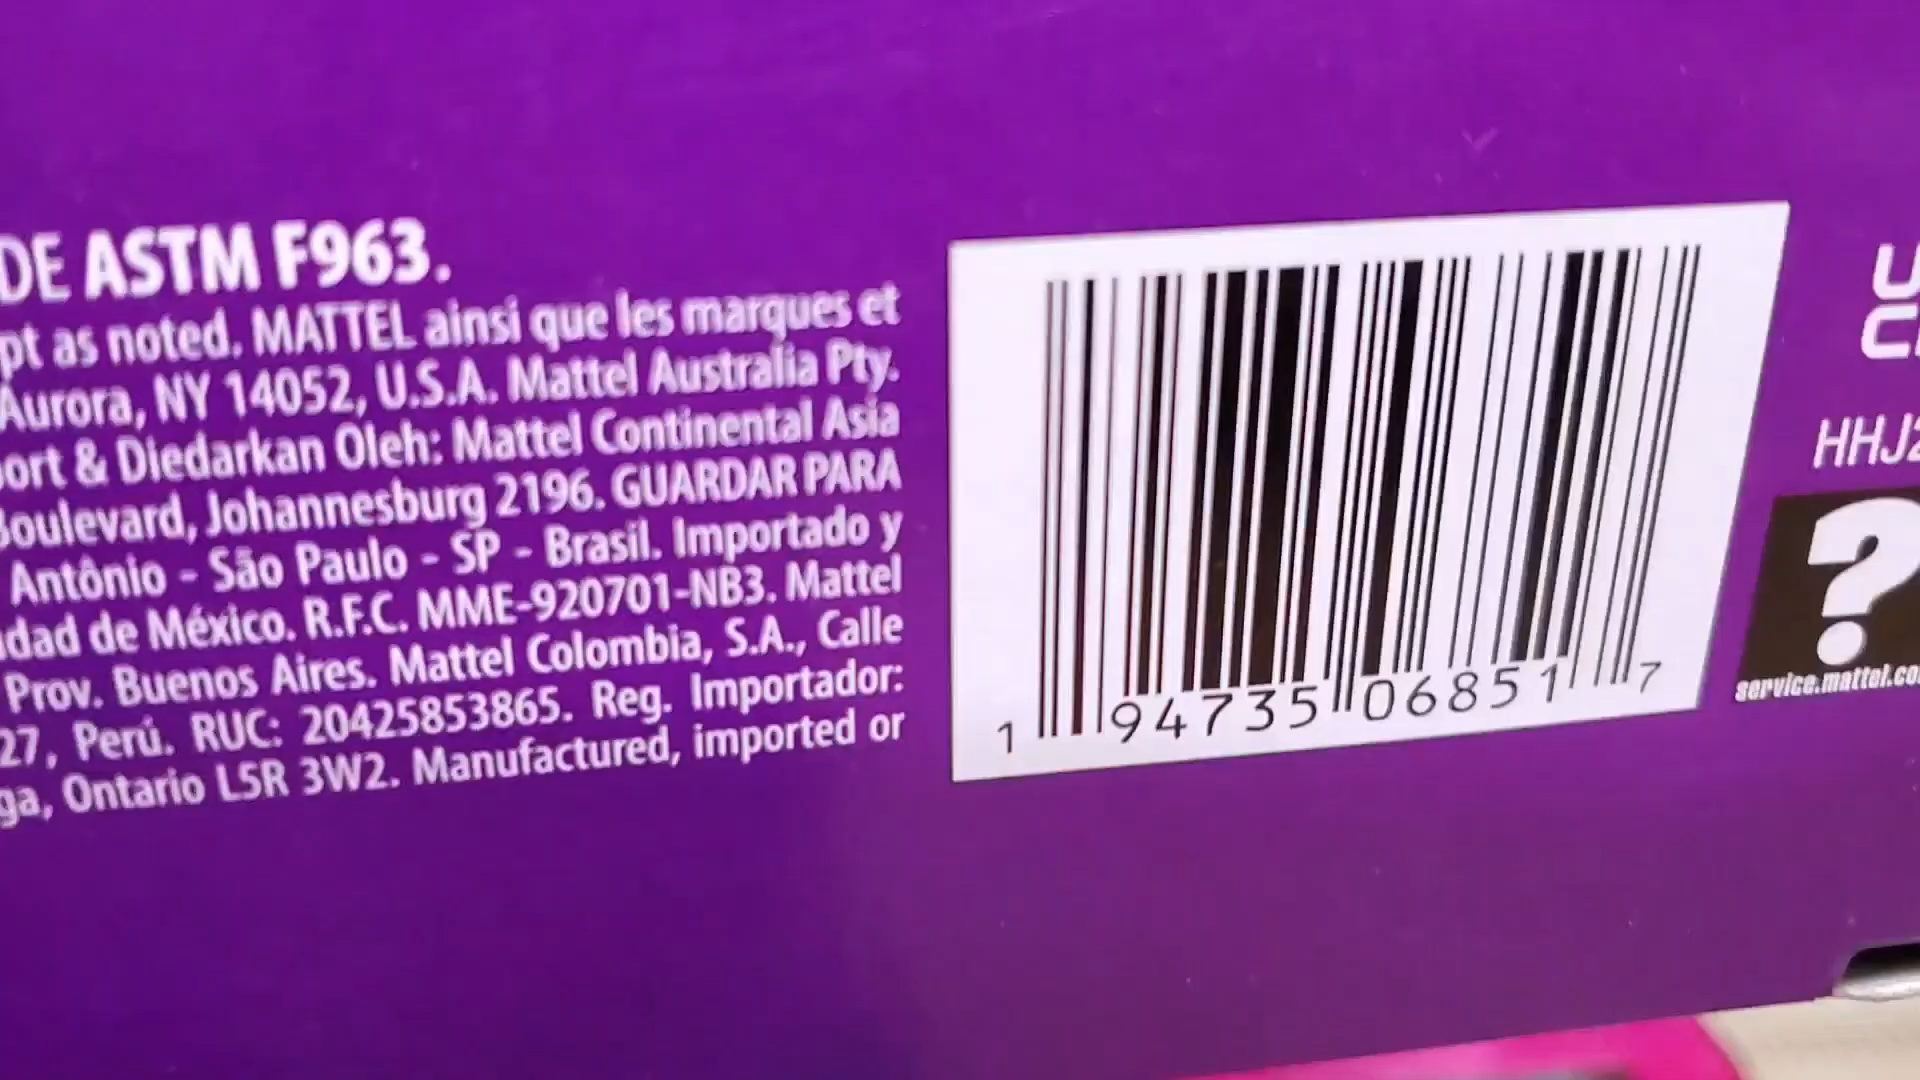 DE ASTM F963.
pt as noted. MATTEL ainsi que les marques et
Aurora, NY 14052, U.S.A. Mattel Australia Pty.
ort & Diedarkan Oleh: Mattel Continental Asia
Boulevard, Johannesburg 2196. GUARDAR PARA
Antônio - São Paulo - SP - Brasil. Importado y
dad de México. R.F.C. MME-920701-NB3. Mattel
Prov. Buenos Aires. Mattel Colombia, S.A., Calle
27, Perú. RUC: 20425853865. Reg. Importador:
ga, Ontario L5R 3W2. Manufactured, imported or
1 94735 06851 7
U
C
HHJ2
?
service.mattel.co